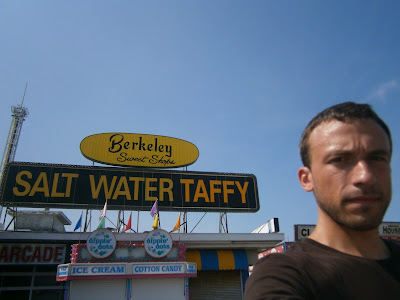 Berkeley
Sweet Shops
SALT WATER TAFFY
ARCADE
Dippin' Dots
Dippin' Dots
ICE CREAM
COTTON CANDY